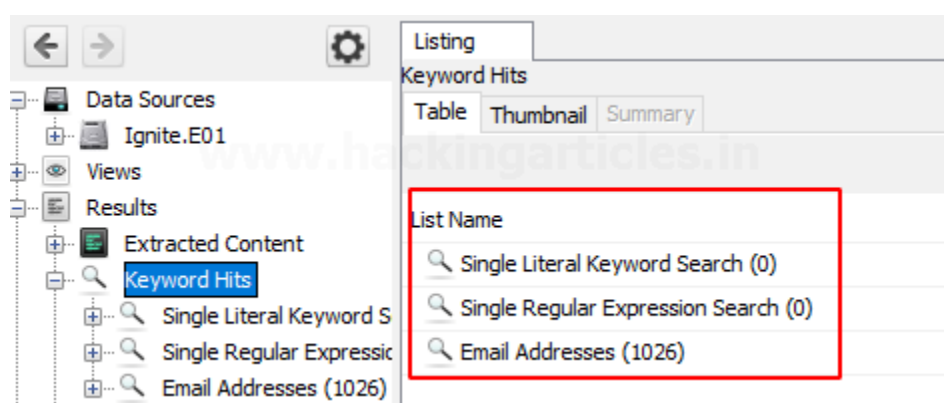 Data Sources
Ignite.E01
Views
Results
Extracted Content
Keyword Hits
Single Literal Keyword S
Single Regular Expressic
Email Addresses (1026)
Listing
Keyword Hits
Table Thumbnail Summary
www.hackingarticles.in
List Name
Single Literal Keyword Search (0)
Single Regular Expression Search (0)
Email Addresses (1026)